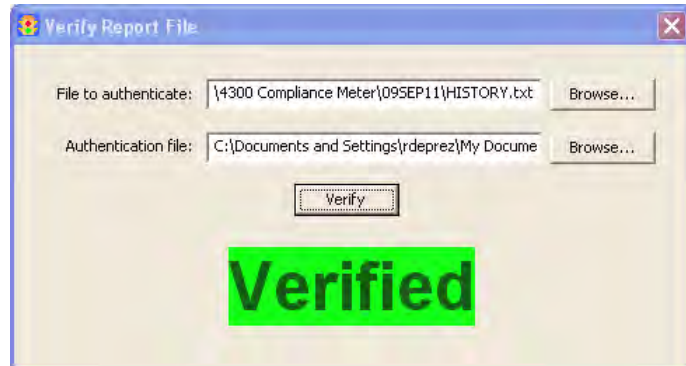 Verify Report File
File to authenticate: \4300 Compliance Meter\09SEP11\HISTORY.txt Browse...
Authentication file: C:\Documents and Settings\rdeprez\My Docume Browse...
Verify
Verified